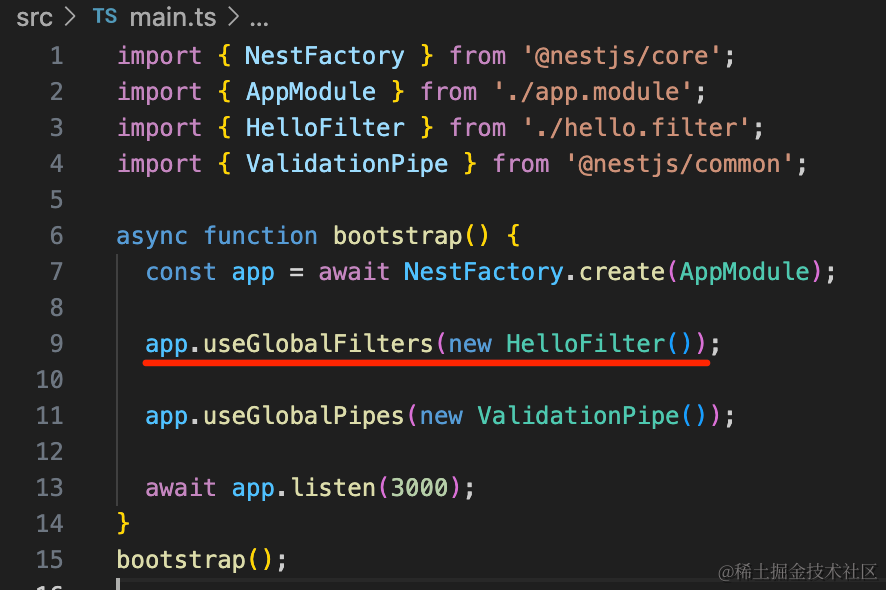 src > TS main.ts > ...
1 import { NestFactory } from '@nestjs/core';
2 import { AppModule } from './app.module';
3 import { HelloFilter } from './hello.filter';
4 import { ValidationPipe } from '@nestjs/common';
5
6 async function bootstrap() {
7   const app = await NestFactory.create(AppModule);
8
9   app.useGlobalFilters(new HelloFilter());
10
11   app.useGlobalPipes(new ValidationPipe());
12
13   await app.listen(3000);
14 }
15 bootstrap();
16
@稀土掘金技术社区